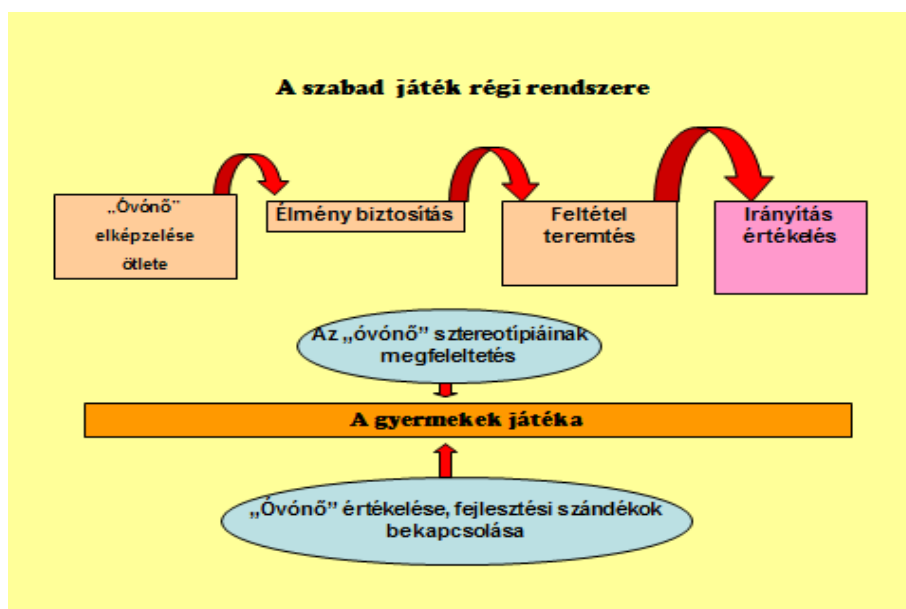 A szabad játék régi rendszere
„Óvónő”
elképzelése
ötlete
Élmény biztosítás
Feltétel
teremtés
Irányítás
értékelés
Az „óvónő” sztereotípiáinak
megfeleltetés
A gyermekek játéka
„Óvónő” értékelése, fejlesztési szándékok
bekapcsolása